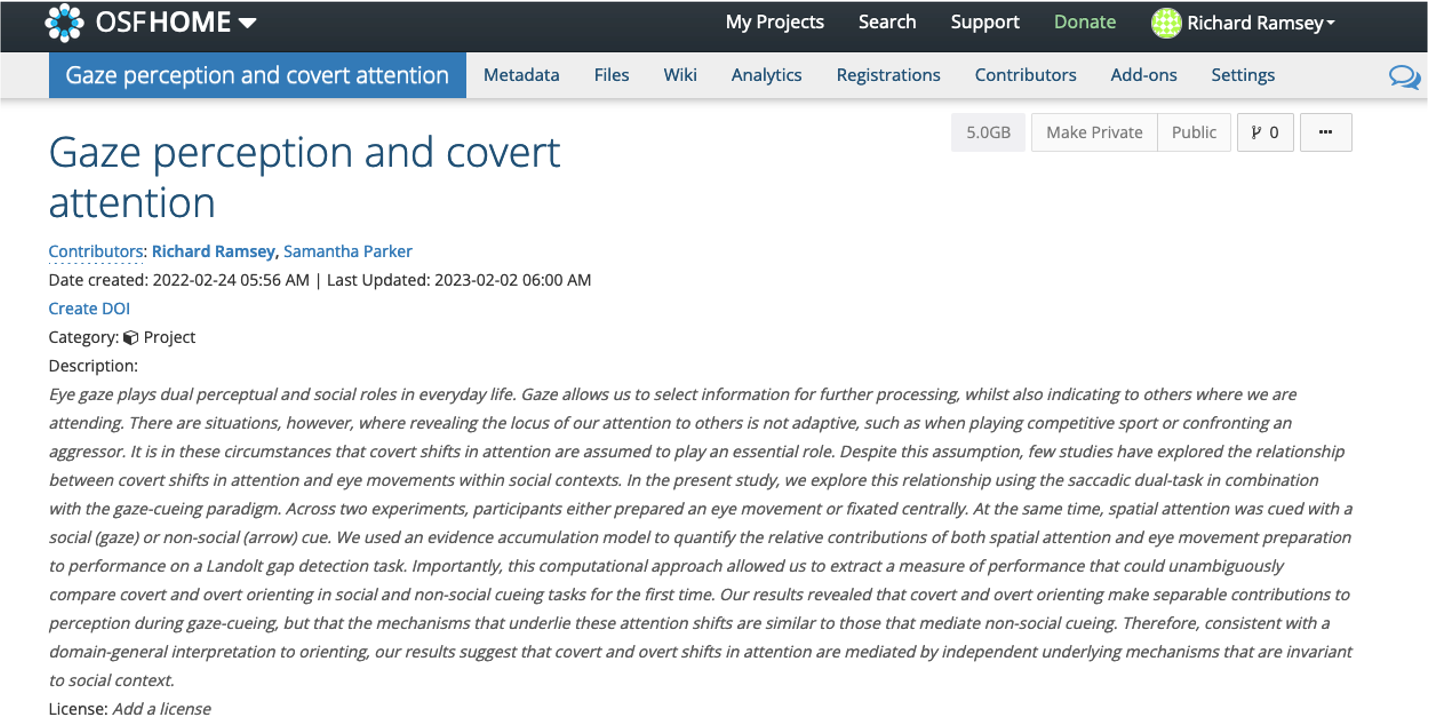 OSFHOME My Projects Search Support Donate Richard Ramsey
Gaze perception and covert attention Metadata Files Wiki Analytics Registrations Contributors Add-ons Settings
5.0GB Make Private Public 0 ...
Gaze perception and covert
attention
Contributors: Richard Ramsey, Samantha Parker
Date created: 2022-02-24 05:56 AM | Last Updated: 2023-02-02 06:00 AM
Create DOI
Category: Project
Description:
Eye gaze plays dual perceptual and social roles in everyday life. Gaze allows us to select information for further processing, whilst also indicating to others where we are
attending. There are situations, however, where revealing the locus of our attention to others is not adaptive, such as when playing competitive sport or confronting an
aggressor. It is in these circumstances that covert shifts in attention are assumed to play an essential role. Despite this assumption, few studies have explored the relationship
between covert shifts in attention and eye movements within social contexts. In the present study, we explore this relationship using the saccadic dual-task in combination
with the gaze-cueing paradigm. Across two experiments, participants either prepared an eye movement or fixated centrally. At the same time, spatial attention was cued with a
social (gaze) or non-social (arrow) cue. We used an evidence accumulation model to quantify the relative contributions of both spatial attention and eye movement preparation
to performance on a Landolt gap detection task. Importantly, this computational approach allowed us to extract a measure of performance that could unambiguously
compare covert and overt orienting in social and non-social cueing tasks for the first time. Our results revealed that covert and overt orienting make separable contributions to
perception during gaze-cueing, but that the mechanisms that underlie these attention shifts are similar to those that mediate non-social cueing. Therefore, consistent with a
domain-general interpretation to orienting, our results suggest that covert and overt shifts in attention are mediated by independent underlying mechanisms that are invariant
to social context.
License: Add a license